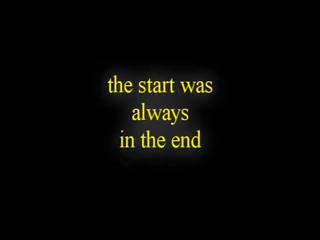 the start was
always
in the end